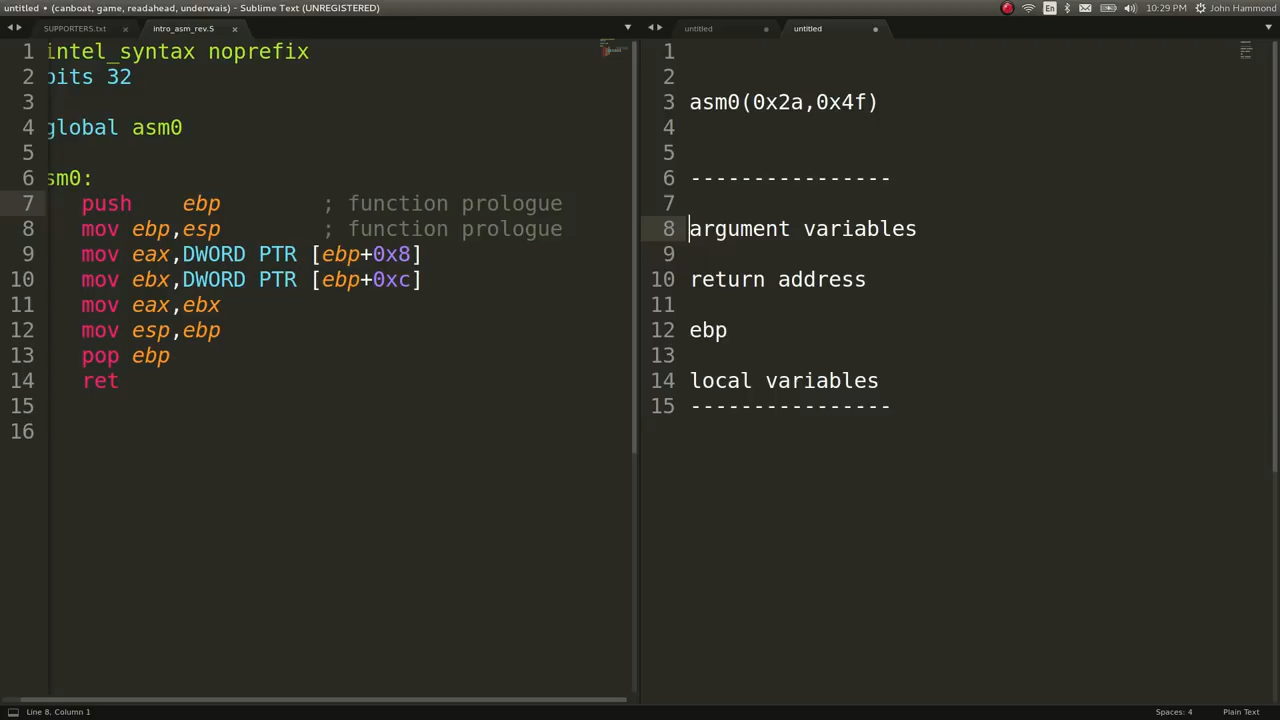 untitled • (canboat, game, readahead, underwais) - Sublime Text (UNREGISTERED)
En
10:29 PM
John Hammond
SUPPORTERS.txt
intro_asm_rev.S
untitled
untitled
1 intel_syntax noprefix
2 bits 32
3
4 global asm0
5
6 sm0:
7 push ebp ; function prologue
8 mov ebp,esp ; function prologue
9 mov eax,DWORD PTR [ebp+0x8]
10 mov ebx,DWORD PTR [ebp+0xc]
11 mov eax,ebx
12 mov esp,ebp
13 pop ebp
14 ret
15
16
1
2
3 asm0(0x2a,0x4f)
4
5
6 ----------------
7
8 argument variables
9
10 return address
11
12 ebp
13
14 local variables
15 ----------------
Line 8, Column 1
Spaces: 4
Plain Text